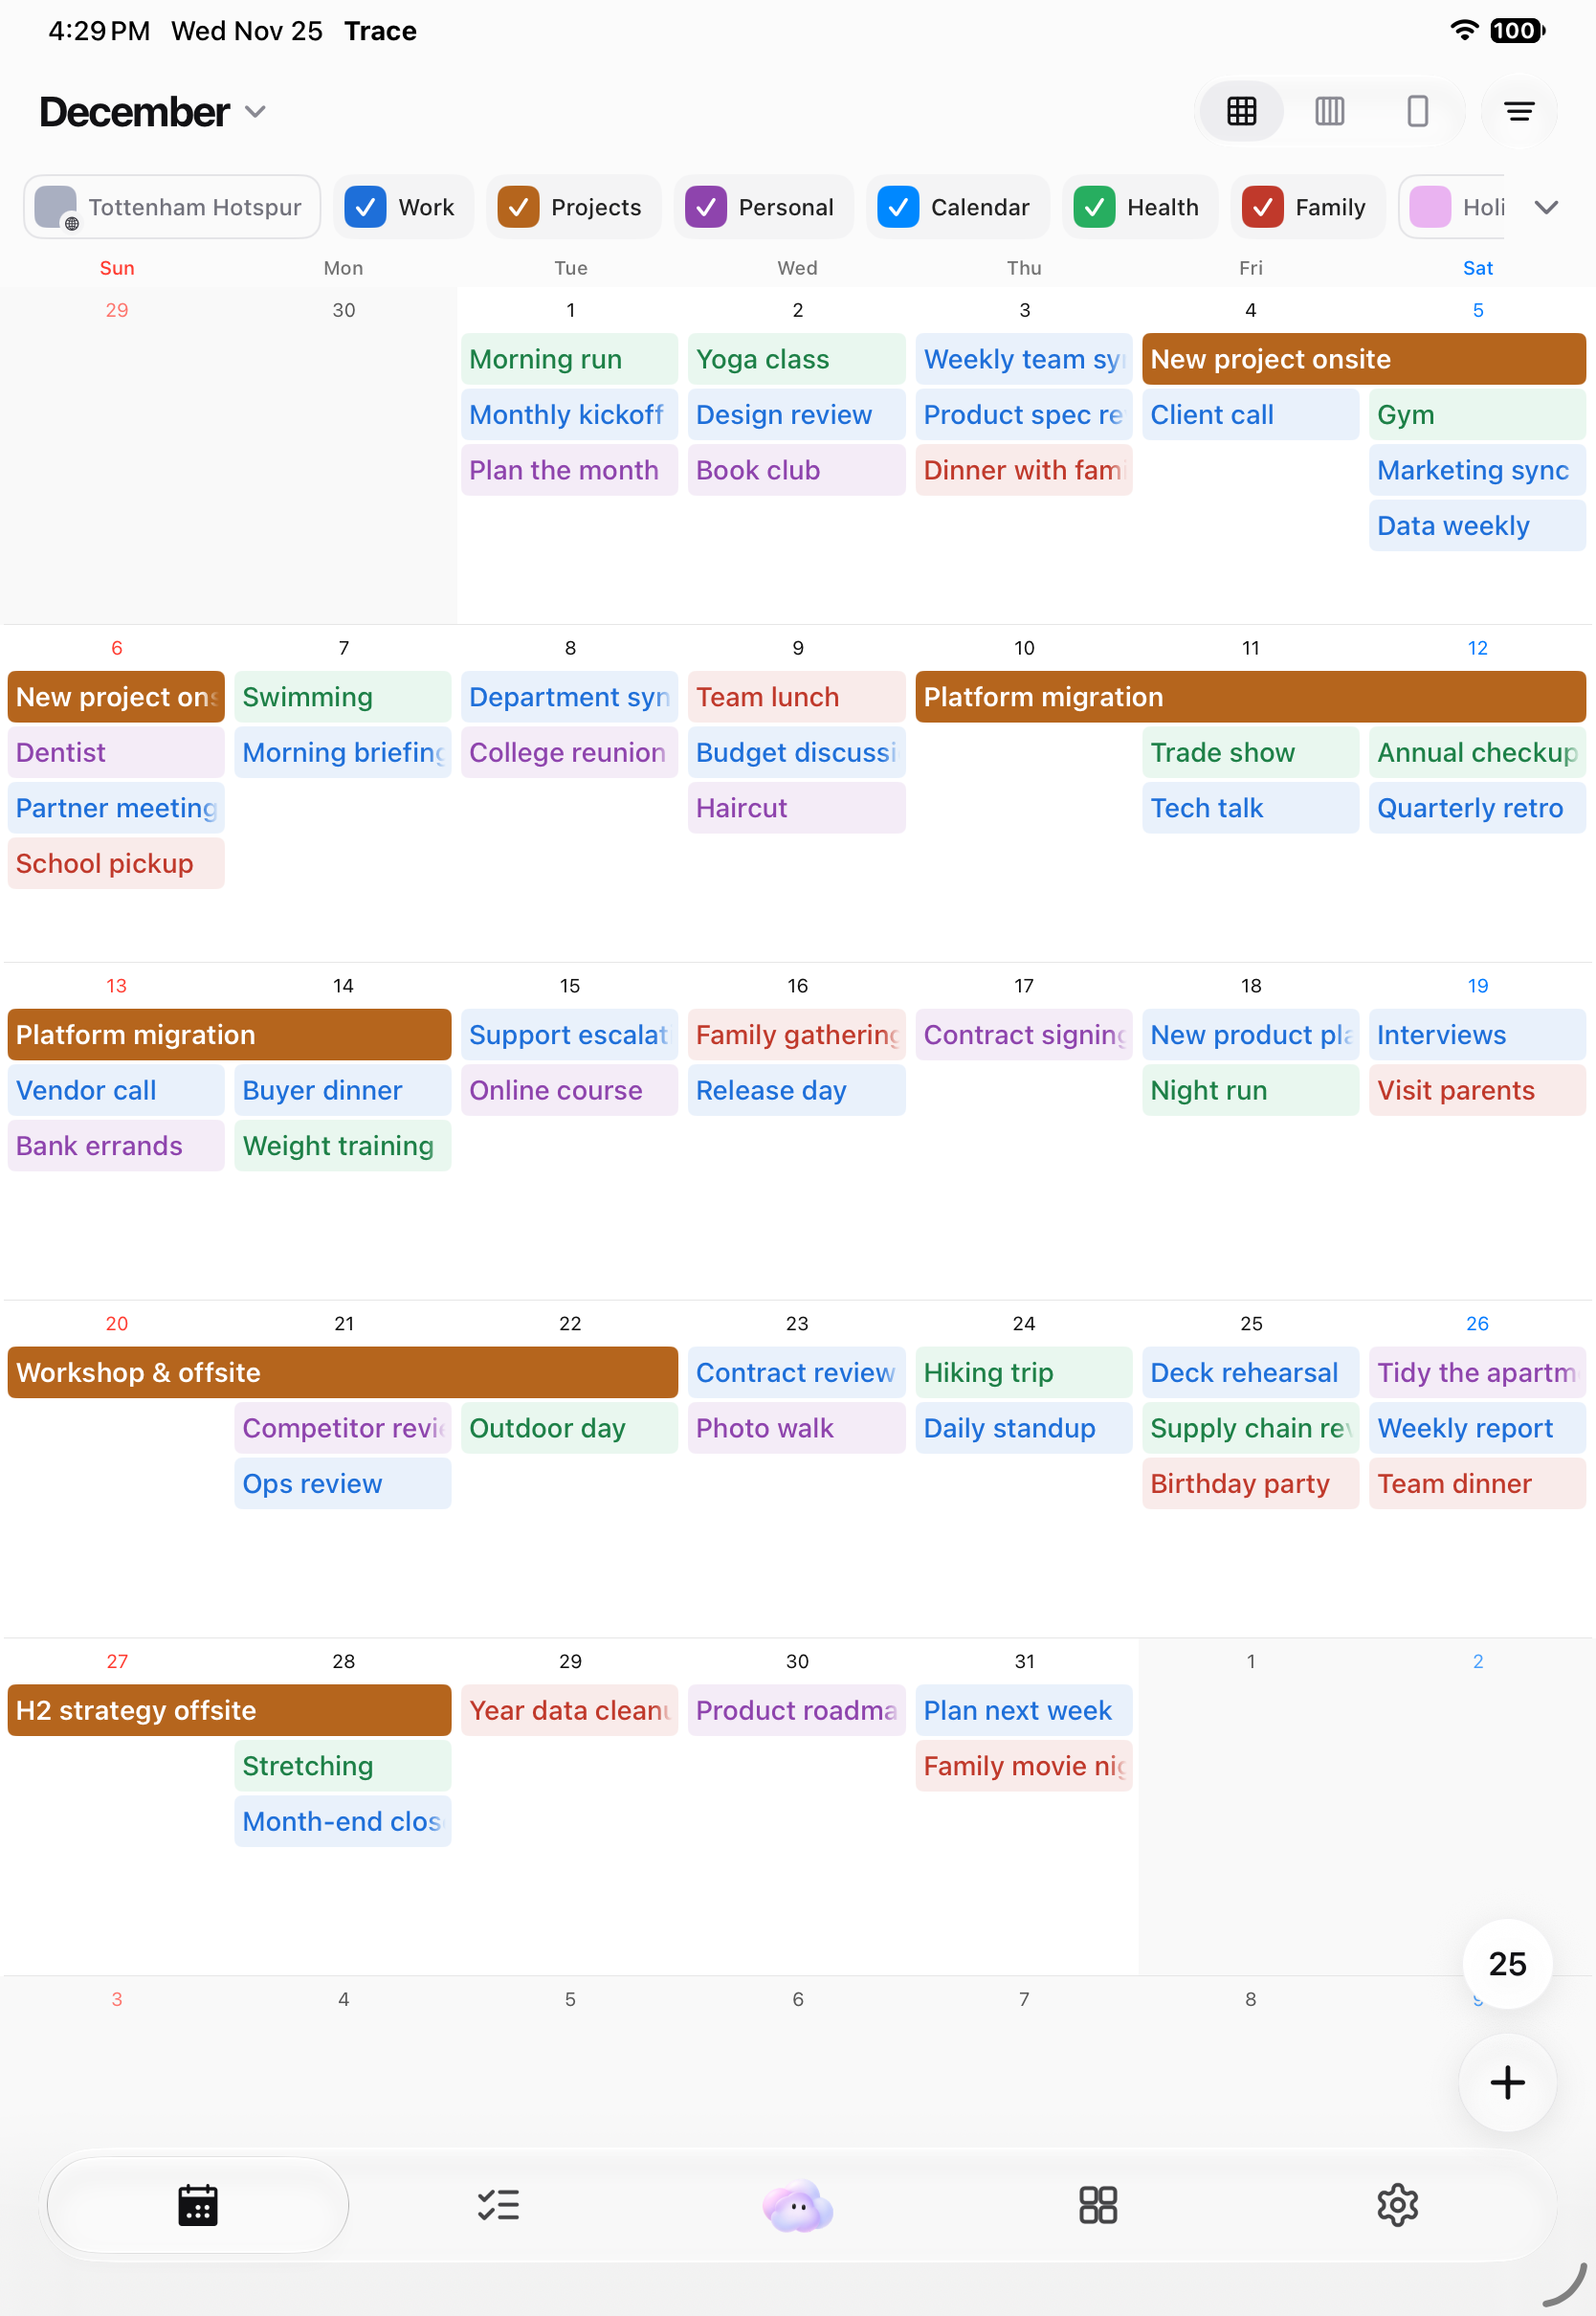 4:29 PM Wed Nov 25 Trace 100
December
Tottenham Hotspur Work Projects Personal Calendar Health Family Holi
Sun Mon Tue Wed Thu Fri Sat
29 30 1 2 3 4 5
Morning run Yoga class Weekly team sy New project onsite
Monthly kickoff Design review Product spec re Client call Gym
Plan the month Book club Dinner with fami Marketing sync
Data weekly
6 7 8 9 10 11 12
New project ons Swimming Department syn Team lunch Platform migration
Dentist Morning briefing College reunion Budget discussi Trade show Annual checkup
Partner meeting Haircut Tech talk Quarterly retro
School pickup
13 14 15 16 17 18 19
Platform migration Support escalat Family gathering Contract signing New product pla Interviews
Vendor call Buyer dinner Online course Release day Night run Visit parents
Bank errands Weight training
20 21 22 23 24 25 26
Workshop & offsite Contract review Hiking trip Deck rehearsal Tidy the apartm
Competitor revi Outdoor day Photo walk Daily standup Supply chain rev Weekly report
Ops review Birthday party Team dinner
27 28 29 30 31 1 2
H2 strategy offsite Year data cleanu Product roadma Plan next week
Stretching Family movie nig
Month-end clos
25
3 4 5 6 7 8 9